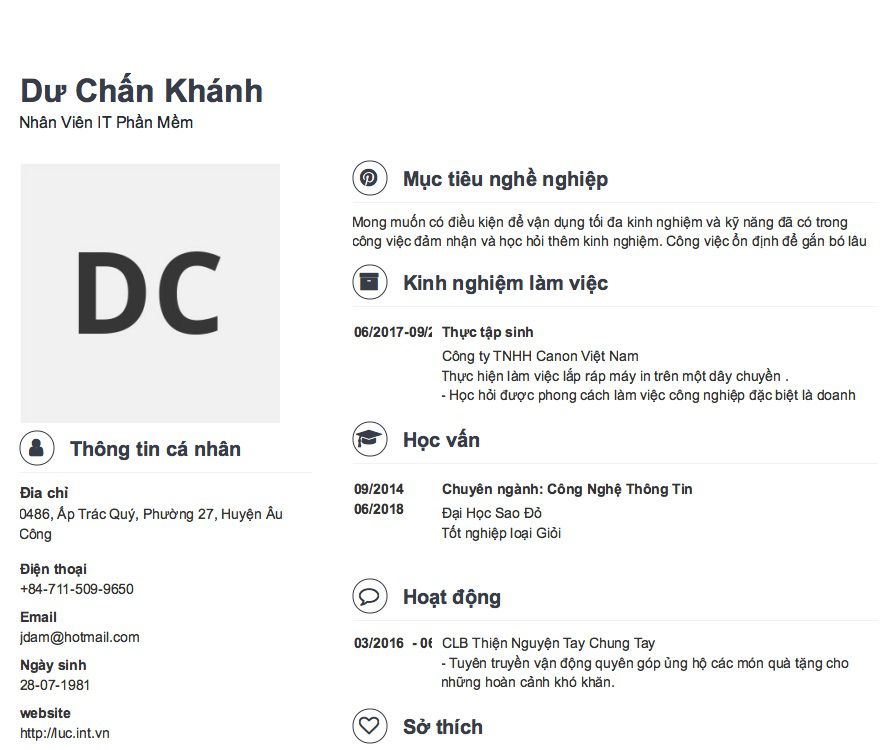 Dư Chấn Khánh
Nhân Viên IT Phần Mềm
DC
Thông tin cá nhân
Đia chỉ
0486, Ấp Trác Quý, Phường 27, Huyện Âu
Công
Điện thoại
+84-711-509-9650
Email
jdam@hotmail.com
Ngày sinh
28-07-1981
website
http://luc.int.vn
Mục tiêu nghề nghiệp
Mong muốn có điều kiện để vận dụng tối đa kinh nghiệm và kỹ năng đã có trong
công việc đảm nhận và học hỏi thêm kinh nghiệm. Công việc ổn định để gắn bó lâu
Kinh nghiệm làm việc
06/2017-09/2 Thực tập sinh
Công ty TNHH Canon Việt Nam
Thực hiện làm việc lắp ráp máy in trên một dây chuyền .
- Học hỏi được phong cách làm việc công nghiệp đặc biệt là doanh
Học vấn
09/2014 Chuyên ngành: Công Nghệ Thông Tin
06/2018 Đại Học Sao Đỏ
Tốt nghiệp loại Giỏi
Hoạt động
03/2016 - 06 CLB Thiện Nguyện Tay Chung Tay
- Tuyên truyền vận động quyên góp ủng hộ các món quà tặng cho
những hoàn cảnh khó khăn.
Sở thích